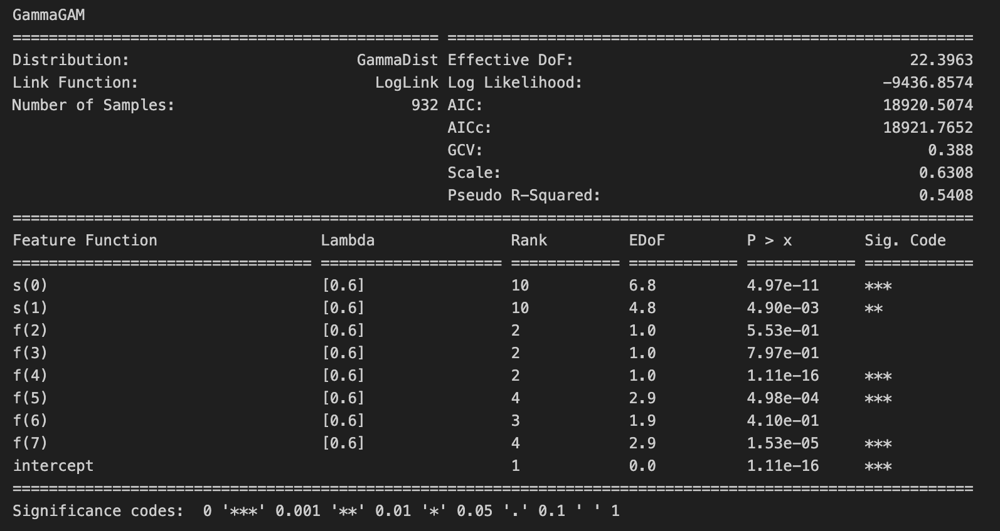 GammaGAM
=============================================== ==========================================================
Distribution:                        GammaDist Effective DoF:                                     22.3963
Link Function:                         LogLink Log Likelihood:                                 -9436.8574
Number of Samples:                         932 AIC:                                            18920.5074
                                               AICc:                                           18921.7652
                                               GCV:                                                 0.388
                                               Scale:                                              0.6308
                                               Pseudo R-Squared:                                   0.5408
==========================================================================================================
Feature Function                  Lambda               Rank         EDoF         P > x        Sig. Code
================================= ==================== ============ ============ ============ ============
s(0)                              [0.6]                10           6.8          4.97e-11     ***
s(1)                              [0.6]                10           4.8          4.90e-03     **
f(2)                              [0.6]                2            1.0          5.53e-01
f(3)                              [0.6]                2            1.0          7.97e-01
f(4)                              [0.6]                2            1.0          1.11e-16     ***
f(5)                              [0.6]                4            2.9          4.98e-04     ***
f(6)                              [0.6]                3            1.9          4.10e-01
f(7)                              [0.6]                4            2.9          1.53e-05     ***
intercept                                              1            0.0          1.11e-16     ***
==========================================================================================================
Significance codes:  0 '***' 0.001 '**' 0.01 '*' 0.05 '.' 0.1 ' ' 1